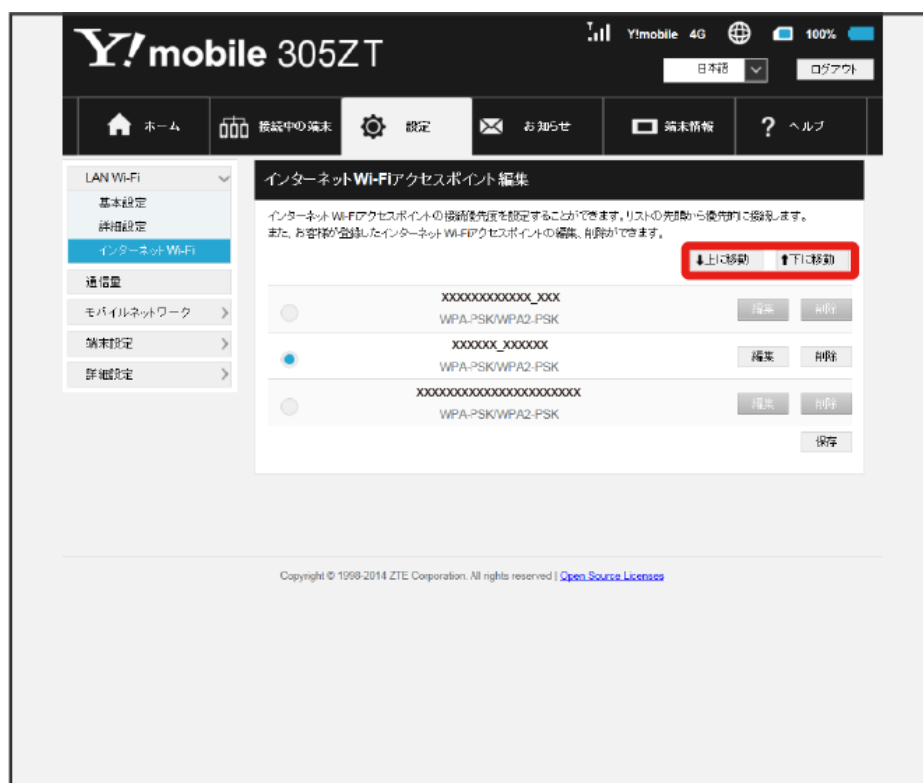 Y!mobile 305ZT
Y!mobile 4G 100%
日本語 ログアウト
ホーム 接続中の端末 設定 お知らせ 端末情報 ? ヘルプ
LAN Wi-Fi
基本設定
詳細設定
インターネット Wi-Fi
通信量
モバイルネットワーク
端末設定
詳細設定
インターネットWi-Fiアクセスポイント編集
インターネット Wi-Fiアクセスポイントの接続優先度を設定することができます。リストの先頭から優先的に接続します。
また、お客様が登録したインターネット Wi-Fiアクセスポイントの編集、削除ができます。
⬇上に移動 ⬆下に移動
XXXXXXXXXXXX_XXX
WPA-PSK/WPA2-PSK
編集 削除
XXXXXX_XXXXXX
WPA-PSK/WPA2-PSK
編集 削除
XXXXXXXXXXXXXXXXXXXXXXX
WPA-PSK/WPA2-PSK
編集 削除
保存
Copyright © 1998-2014 ZTE Corporation. All rights reserved | Open Source Licenses